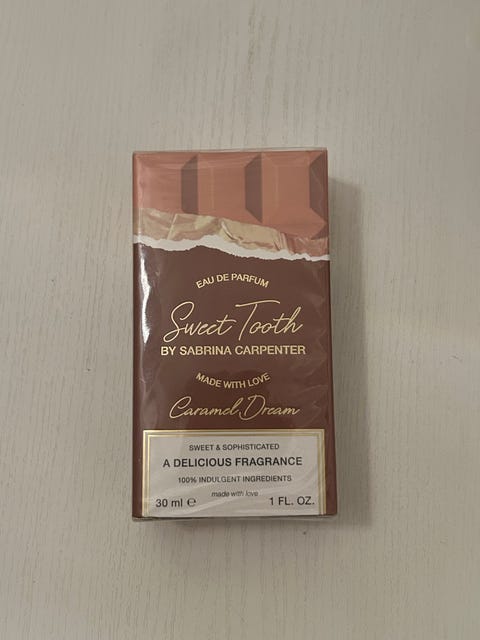 EAU DE PARFUM
Sweet Tooth
BY SABRINA CARPENTER
MADE WITH LOVE
Caramel Dream
SWEET & SOPHISTICATED
A DELICIOUS FRAGRANCE
100% INDULGENT INGREDIENTS
made with love
30 ml ℮ 1 FL. OZ.